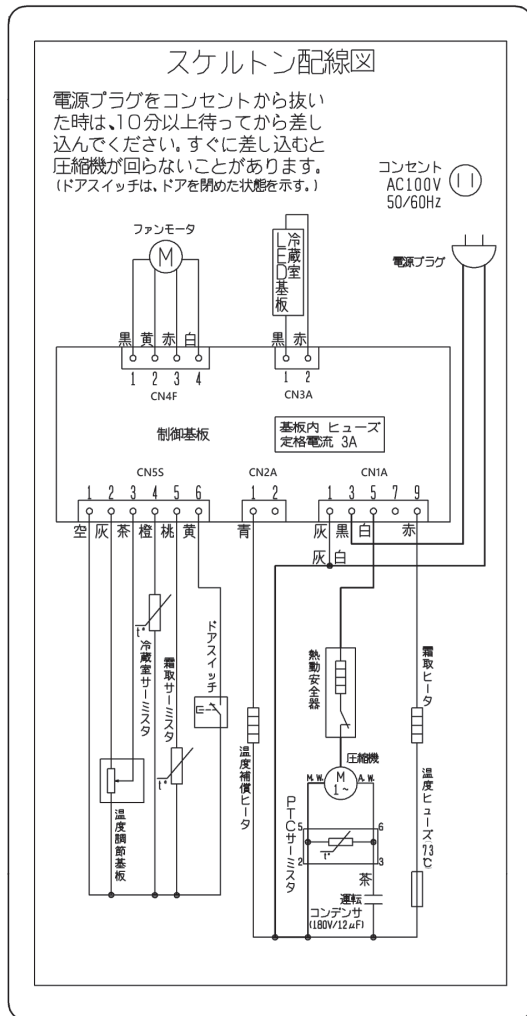 スケルトン配線図
電源プラグをコンセントから抜い
た時は、10分以上待ってから差し
込んでください。すぐに差し込むと
圧縮機が回らないことがあります。
(ドアスイッチは、ドアを閉めた状態を示す。)
コンセント
AC100V
50/60Hz
電源プラグ
ファンモータ
M
冷蔵室
LED基板
黒 黄 赤 白
1 2 3 4
CN4F
黒 赤
1 2
CN3A
制御基板
基板内 ヒューズ
定格電流 3A
CN5S
1 2 3 4 5 6
空 灰 茶 橙 桃 黄
CN2A
1 2
青
CN1A
1 3 5 7 9
灰 黒 白 赤
灰 白
t°
冷蔵室サーミスタ
霜取サーミスタ
t°
ドアスイッチ
温度調節基板
温度補償ヒータ
熱動安全器
霜取ヒータ
圧縮機
M.W.
M
1~
A.W.
PTCサーミスタ
5 6
t°
2 3
茶
運転
コンデンサ
(180V/12μF)
温度ヒューズ(73℃)